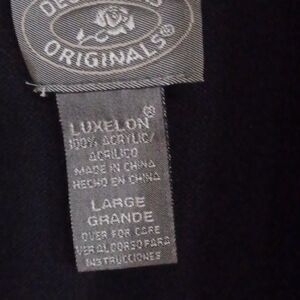 ORIGINALS®
LUXELON®
100% ACRYLIC/
ACRILICO
MADE IN CHINA
HECHO EN CHINA
LARGE
GRANDE
OVER FOR CARE
VER AL DORSO PARA
INSTRUCCIONES